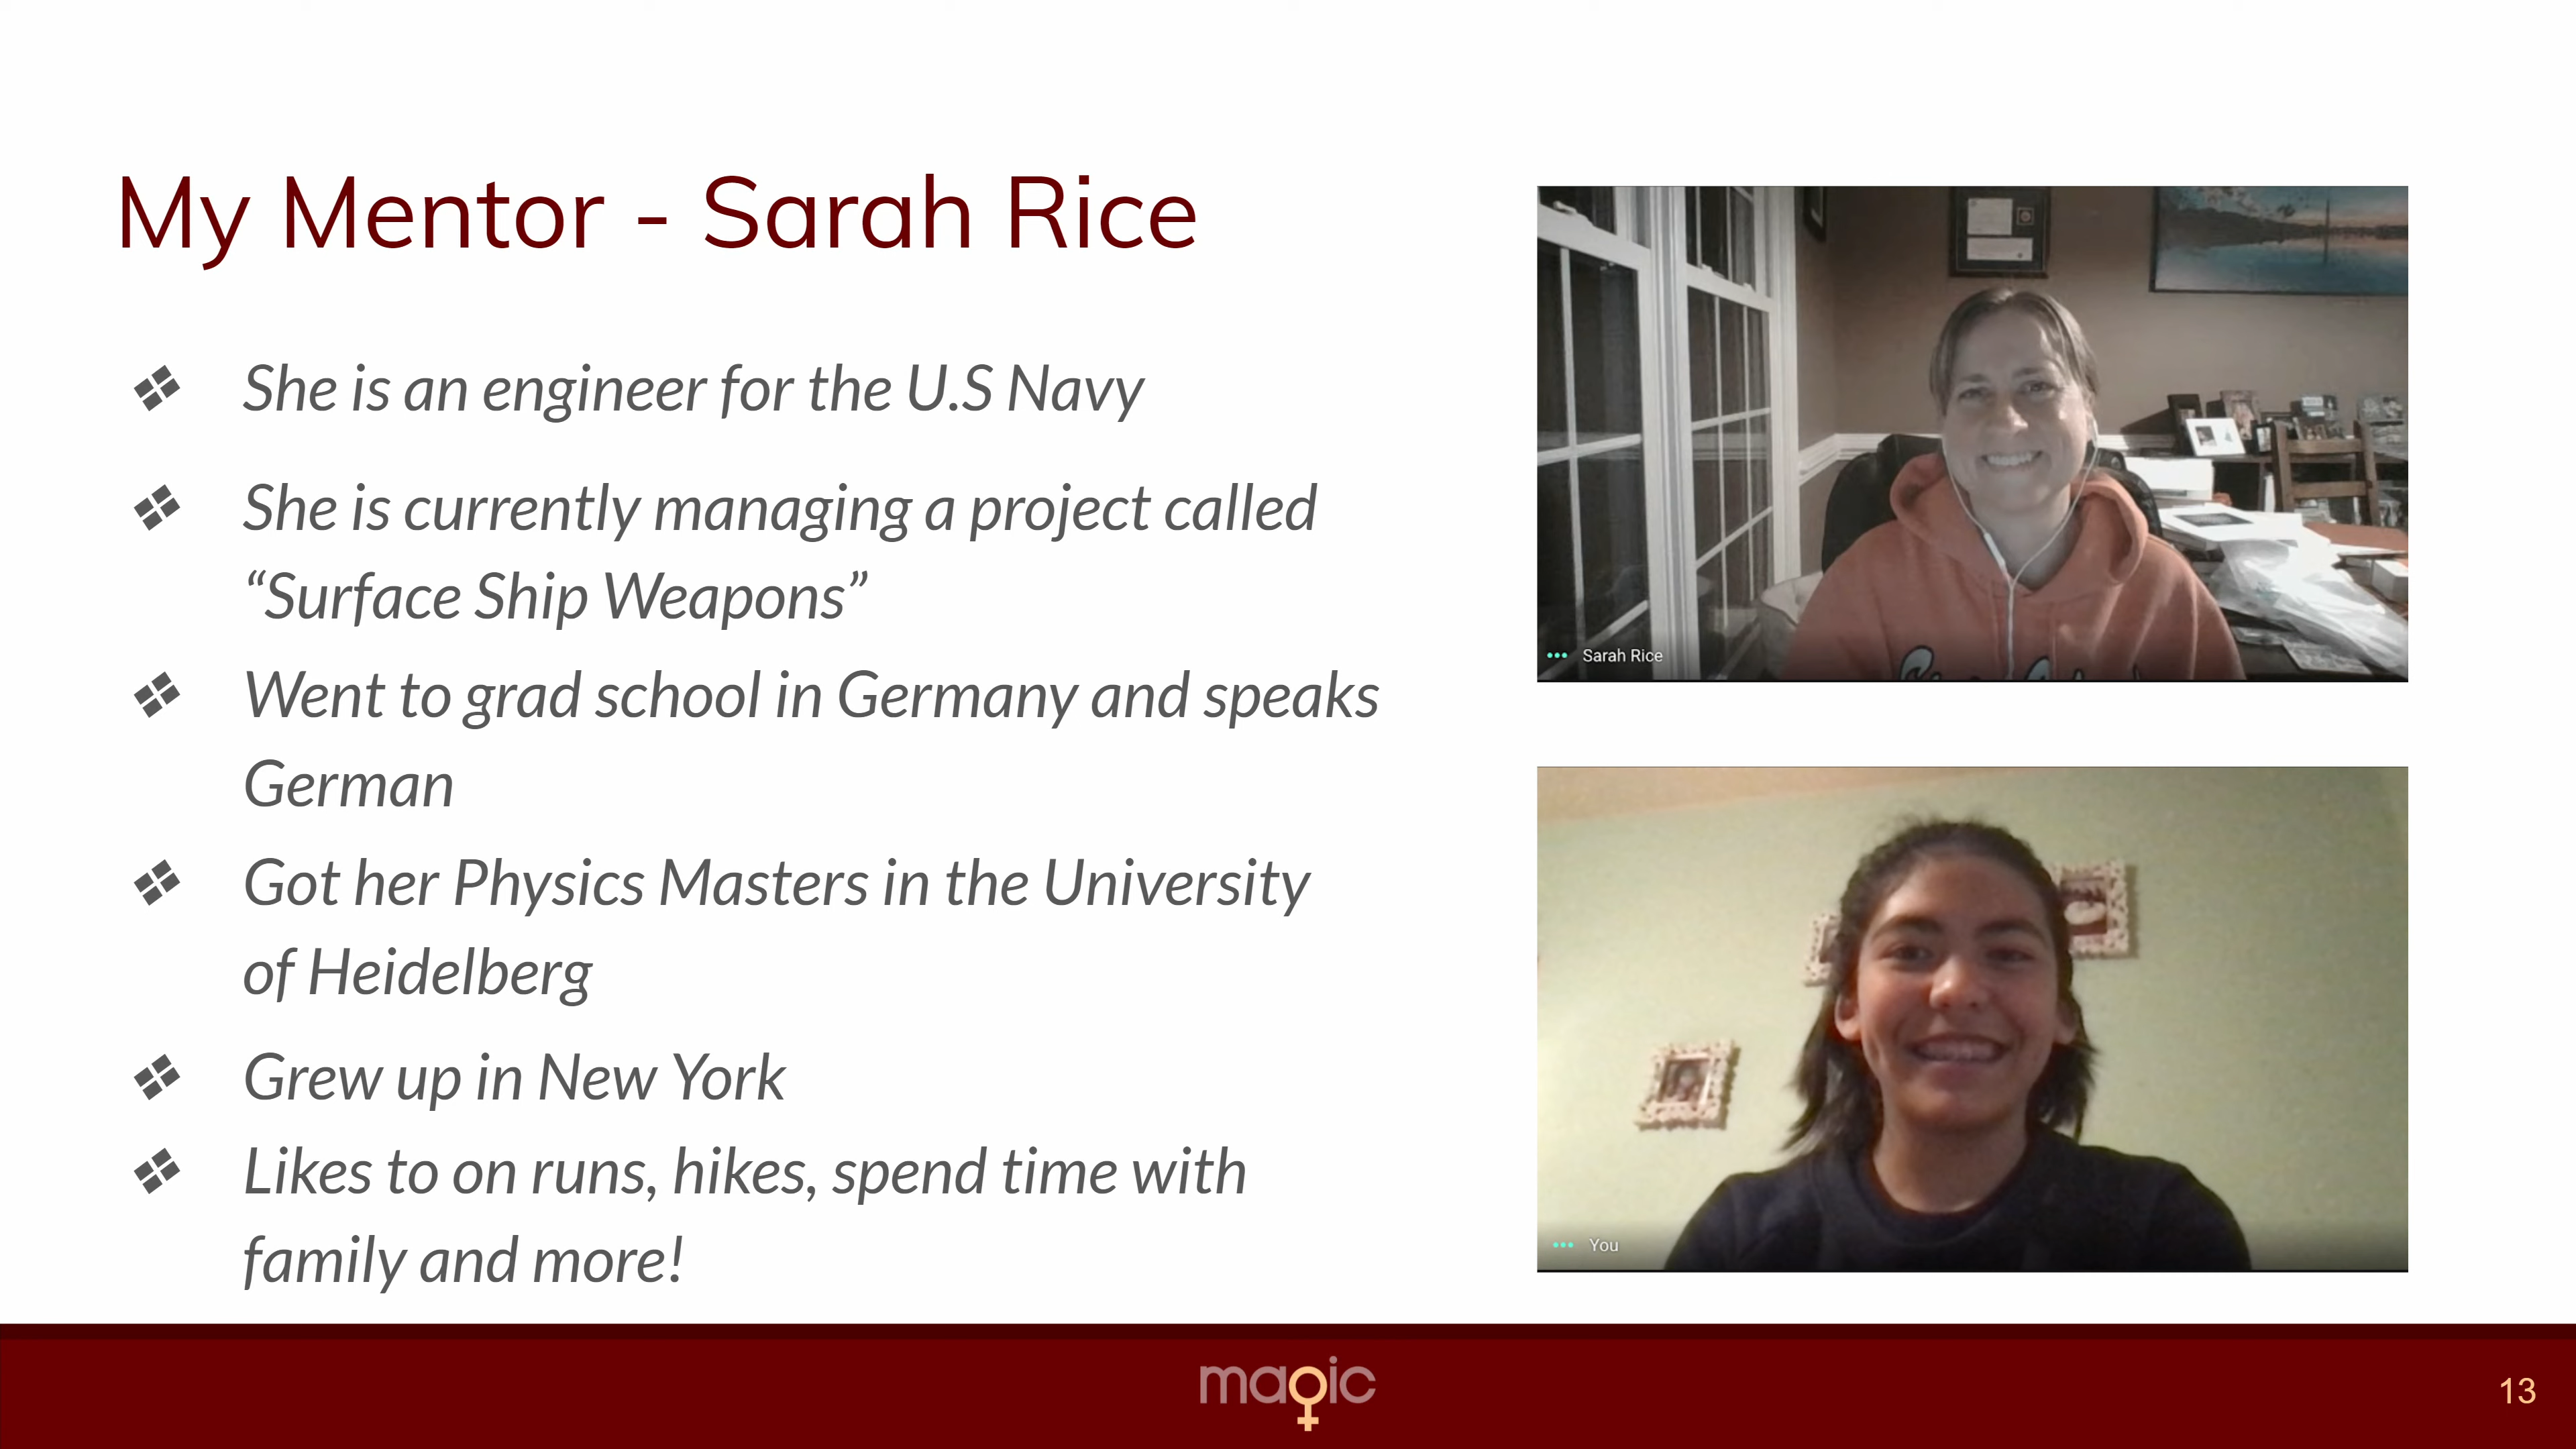 My Mentor - Sarah Rice
❖ She is an engineer for the U.S Navy
❖ She is currently managing a project called
“Surface Ship Weapons”
❖ Went to grad school in Germany and speaks
German
❖ Got her Physics Masters in the University
of Heidelberg
❖ Grew up in New York
❖ Likes to on runs, hikes, spend time with
family and more!
Sarah Rice
You
magic
13